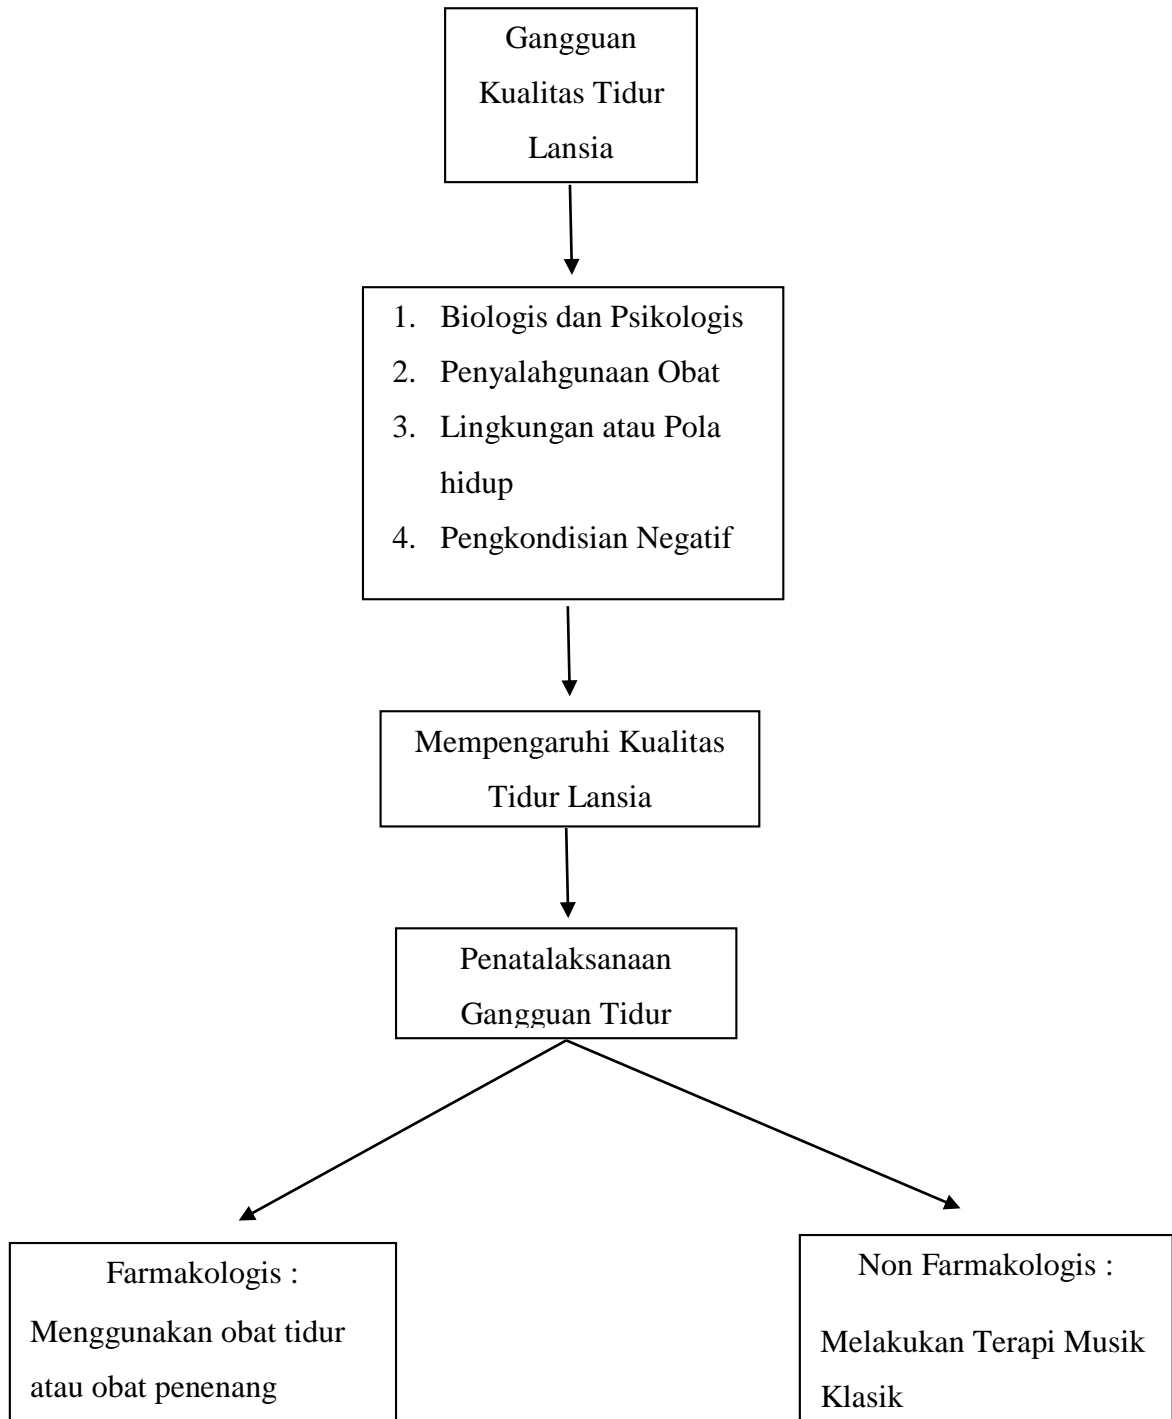 Gangguan
Kualitas Tidur
Lansia
1. Biologis dan Psikologis
2. Penyalahgunaan Obat
3. Lingkungan atau Pola
hidup
4. Pengkondisian Negatif
Mempengaruhi Kualitas
Tidur Lansia
Penatalaksanaan
Gangguan Tidur
Farmakologis :
Menggunakan obat tidur
atau obat penenang
Non Farmakologis :
Melakukan Terapi Musik
Klasik